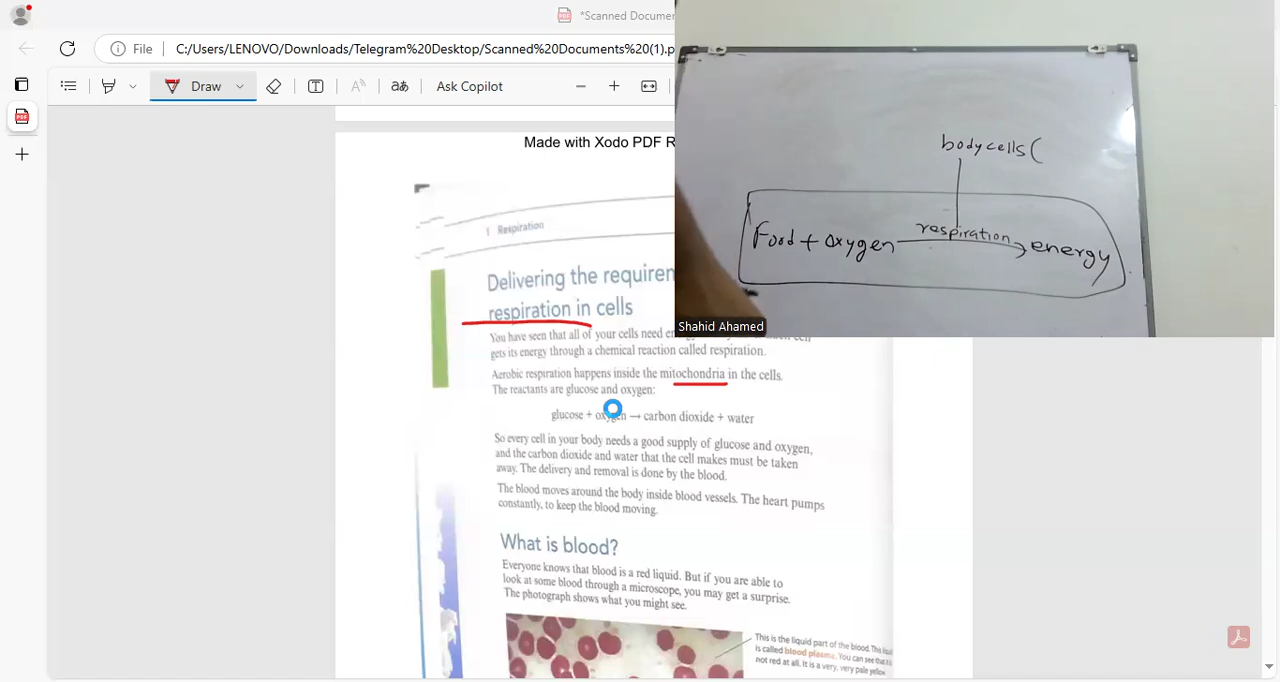 *Scanned Documen
File
C:/Users/LENOVO/Downloads/Telegram%20Desktop/Scanned%20Documents%20(1).p
Draw
aあ
Ask Copilot
Made with Xodo PDF R
1 Respiration
Delivering the requiren
respiration in cells
You have seen that all of your cells need
cell
gets its energy through a chemical reaction called respiration.
Aerobic respiration happens inside the mitochondria in the cells.
The reactants are glucose and oxygen:
glucose + oxygen → carbon dioxide + water
So every cell in your body needs a good supply of glucose and oxygen,
and the carbon dioxide and water that the cell makes must be taken
away. The delivery and removal is done by the blood.
The blood moves around the body inside blood vessels. The heart pumps
constantly, to keep the blood moving.
What is blood?
Everyone knows that blood is a red liquid. But if you are able to
look at some blood through a microscope, you may get a surprise.
The photograph shows what you might see.
This is the liquid part of the blood. This
is called blood plasma. You can see that
not red at all. It is a very, very pale yellow
body cells (
Food + oxygen respiration → energy
Shahid Ahamed